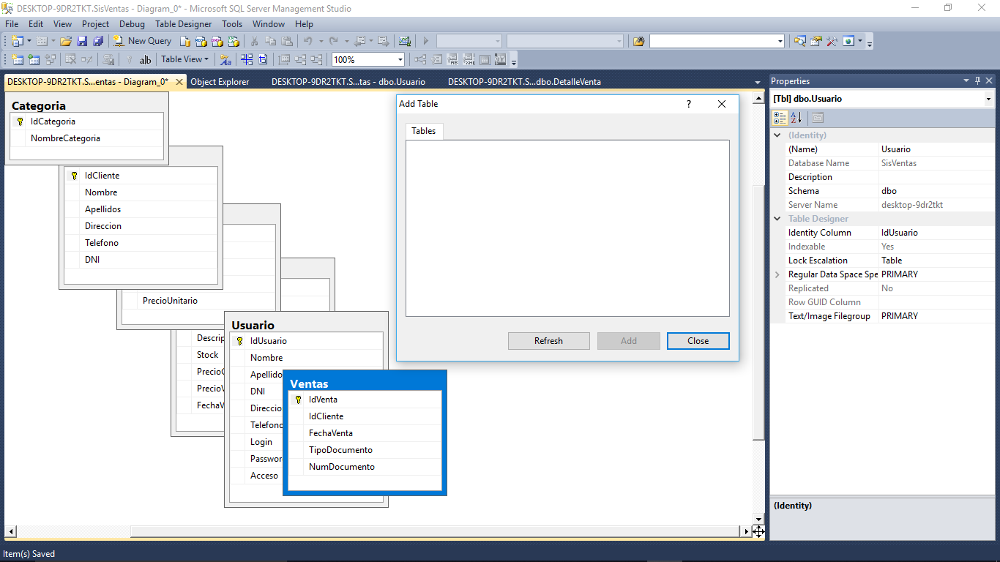 DESKTOP-9DR2TKT.SisVentas - Diagram_0* - Microsoft SQL Server Management Studio
File Edit View Project Debug Table Designer Tools Window Help
New Query
ab| Table View 100%
DESKTOP-9DR2TKT.S...entas - Diagram_0* Object Explorer DESKTOP-9DR2TKT.S...tas - dbo.Usuario DESKTOP-9DR2TKT.S...dbo.DetalleVenta
Categoria
IdCategoria
NombreCategoria
IdCliente
Nombre
Apellidos
Direccion
Telefono
DNI
PrecioUnitario
Descrip
Stock
PrecioC
PrecioV
FechaV
Usuario
IdUsuario
Nombre
Apellido
DNI
Direccio
Telefono
Login
Passwor
Acceso
Ventas
IdVenta
IdCliente
FechaVenta
TipoDocumento
NumDocumento
Add Table ?
Tables
Refresh Add Close
Properties
[Tbl] dbo.Usuario
(Identity)
(Name) Usuario
Database Name SisVentas
Description
Schema dbo
Server Name desktop-9dr2tkt
Table Designer
Identity Column IdUsuario
Indexable Yes
Lock Escalation Table
Regular Data Space Spe PRIMARY
Replicated No
Row GUID Column
Text/Image Filegroup PRIMARY
(Identity)
Item(s) Saved